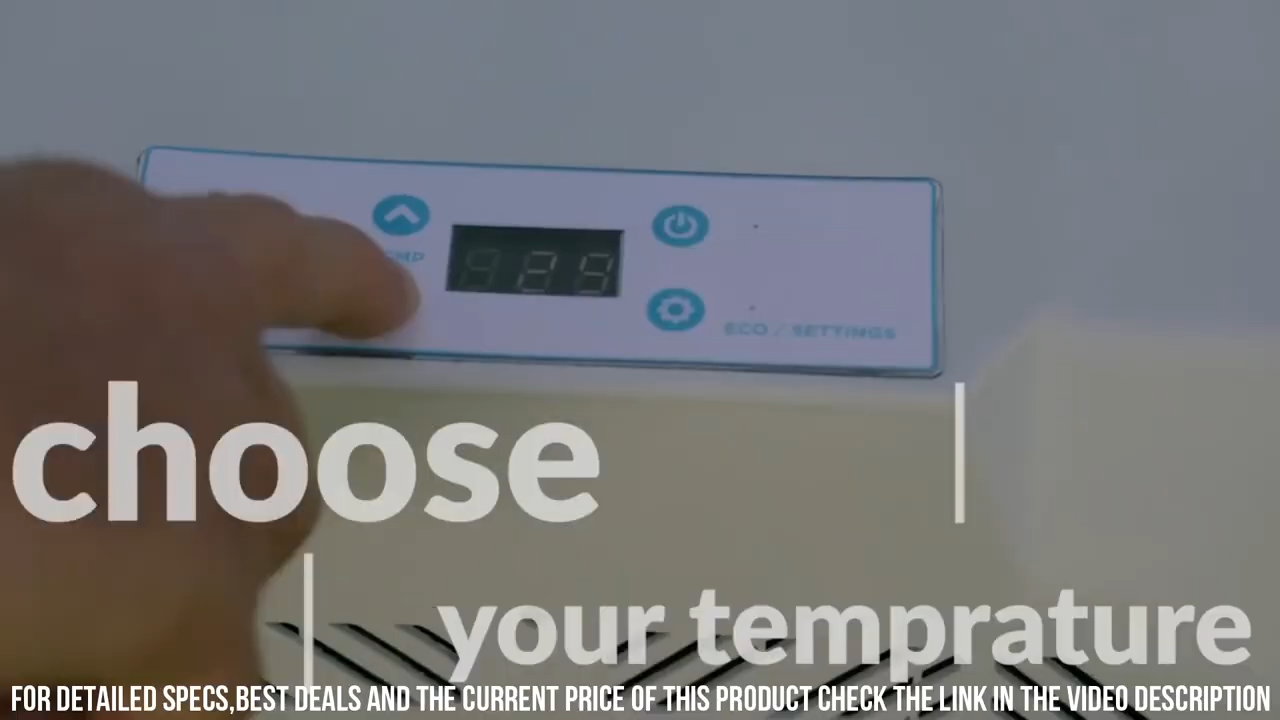 ECO / SETTINGS
choose
your temprature
FOR DETAILED SPECS,BEST DEALS AND THE CURRENT PRICE OF THIS PRODUCT CHECK THE LINK IN THE VIDEO DESCRIPTION